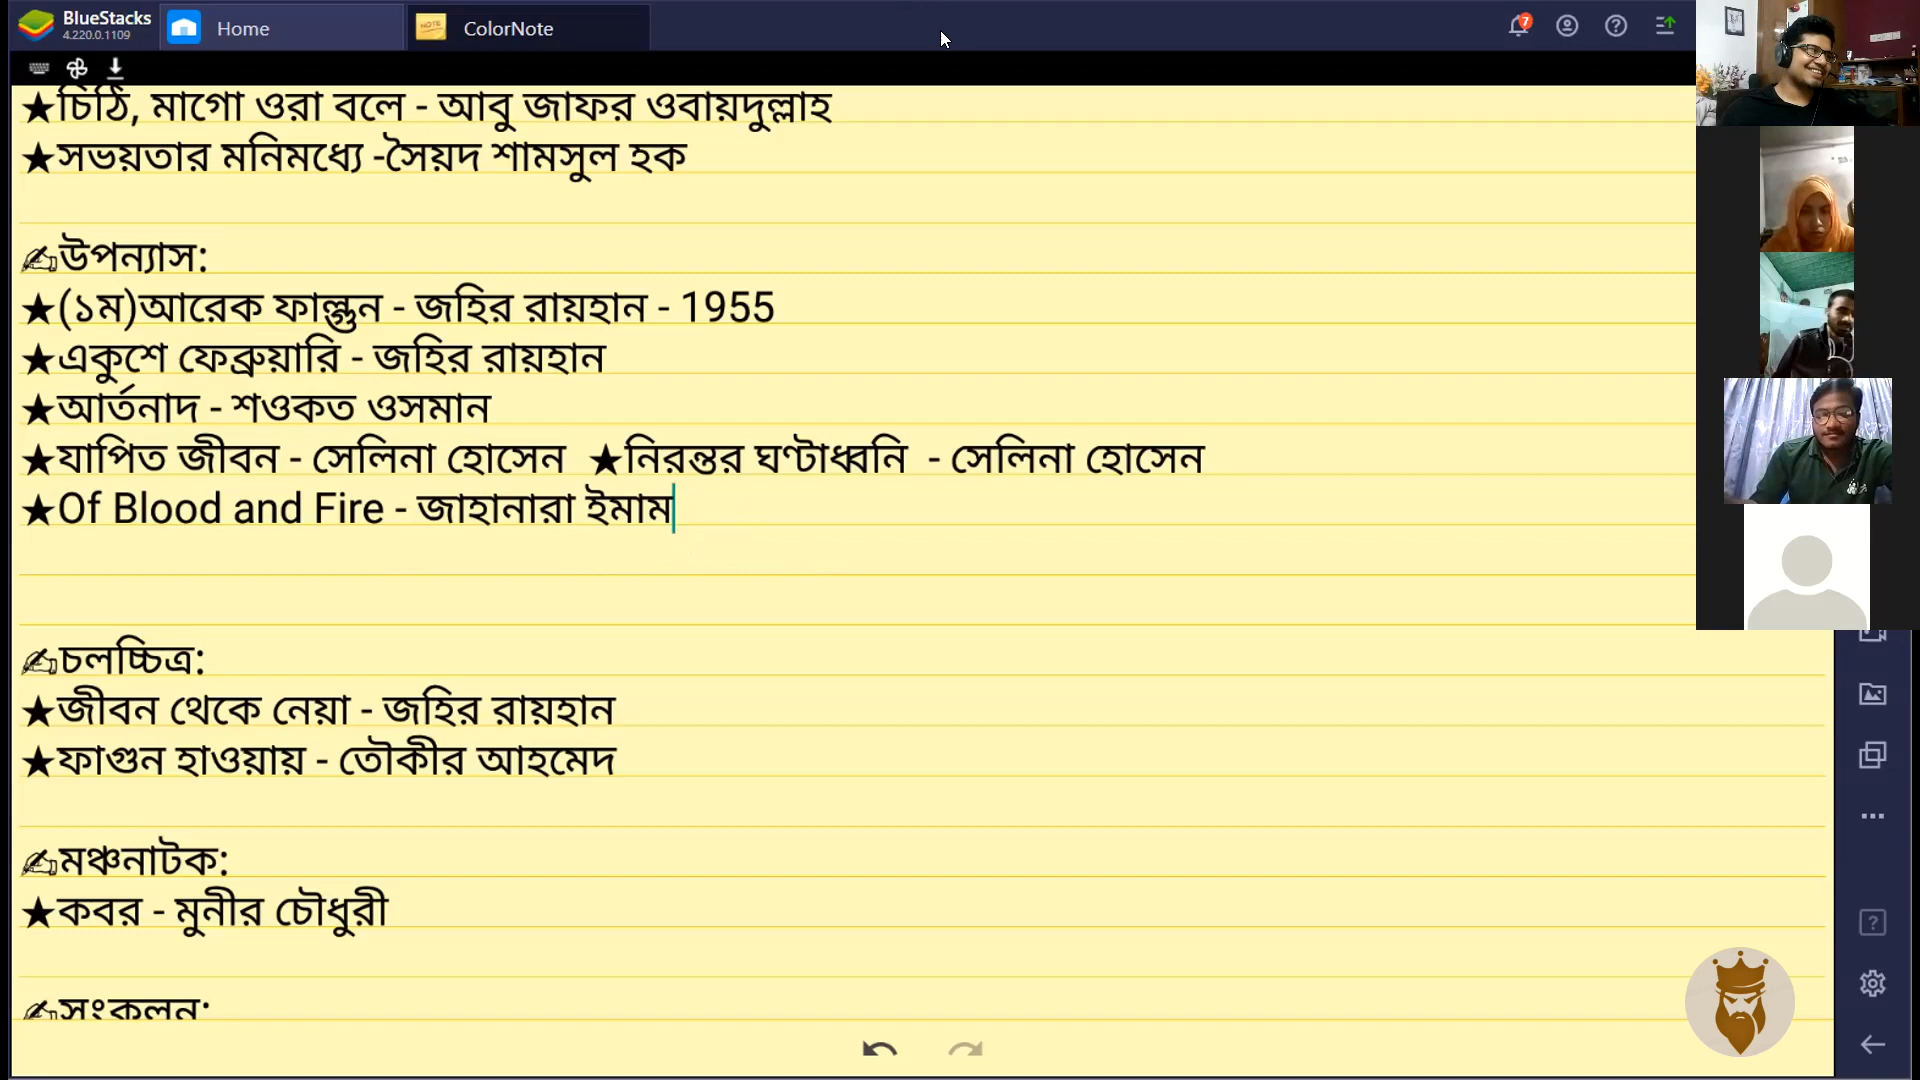 BlueStacks
4.220.0.1109
Home
ColorNote
7
★চিঠি, মাগো ওরা বলে - আবু জাফর ওবায়দুল্লাহ
★সভয়তার মনিমধ্যে -সৈয়দ শামসুল হক
✍উপন্যাস:
★(১ম)আরেক ফাল্গুন - জহির রায়হান - 1955
★একুশে ফেব্রুয়ারি - জহির রায়হান
★আর্তনাদ - শওকত ওসমান
★যাপিত জীবন - সেলিনা হোসেন ★নিরন্তর ঘণ্টাধ্বনি - সেলিনা হোসেন
★Of Blood and Fire - জাহানারা ইমাম
✍চলচ্চিত্র:
★জীবন থেকে নেয়া - জহির রায়হান
★ফাগুন হাওয়ায় - তৌকীর আহমেদ
✍মঞ্চনাটক:
★কবর - মুনীর চৌধুরী
✍সংকলন: